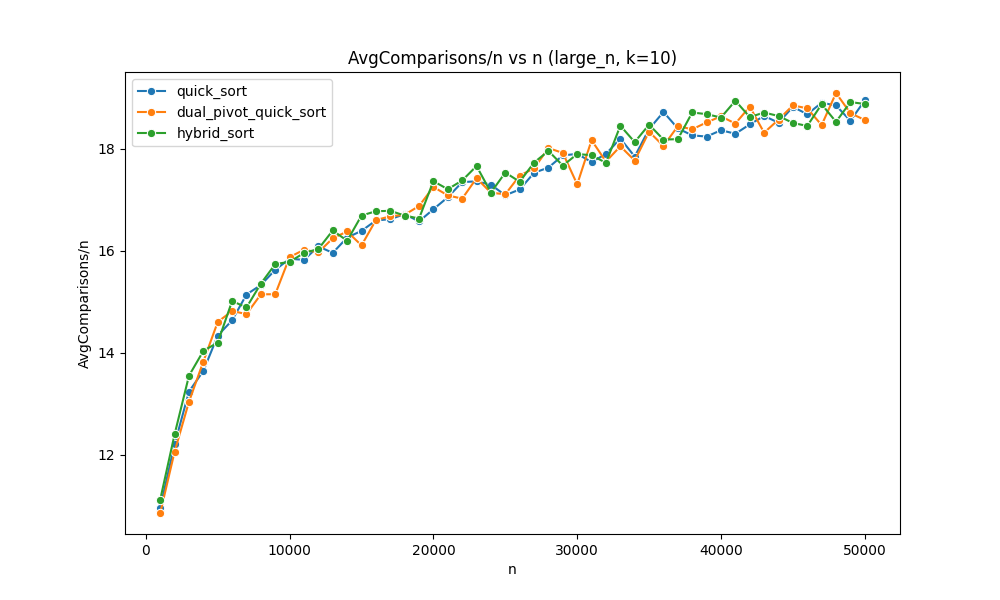 AvgComparisons/n vs n (large_n, k=10)
quick_sort
dual_pivot_quick_sort
hybrid_sort
AvgComparisons/n
18
16
14
12
0 10000 20000 30000 40000 50000
n